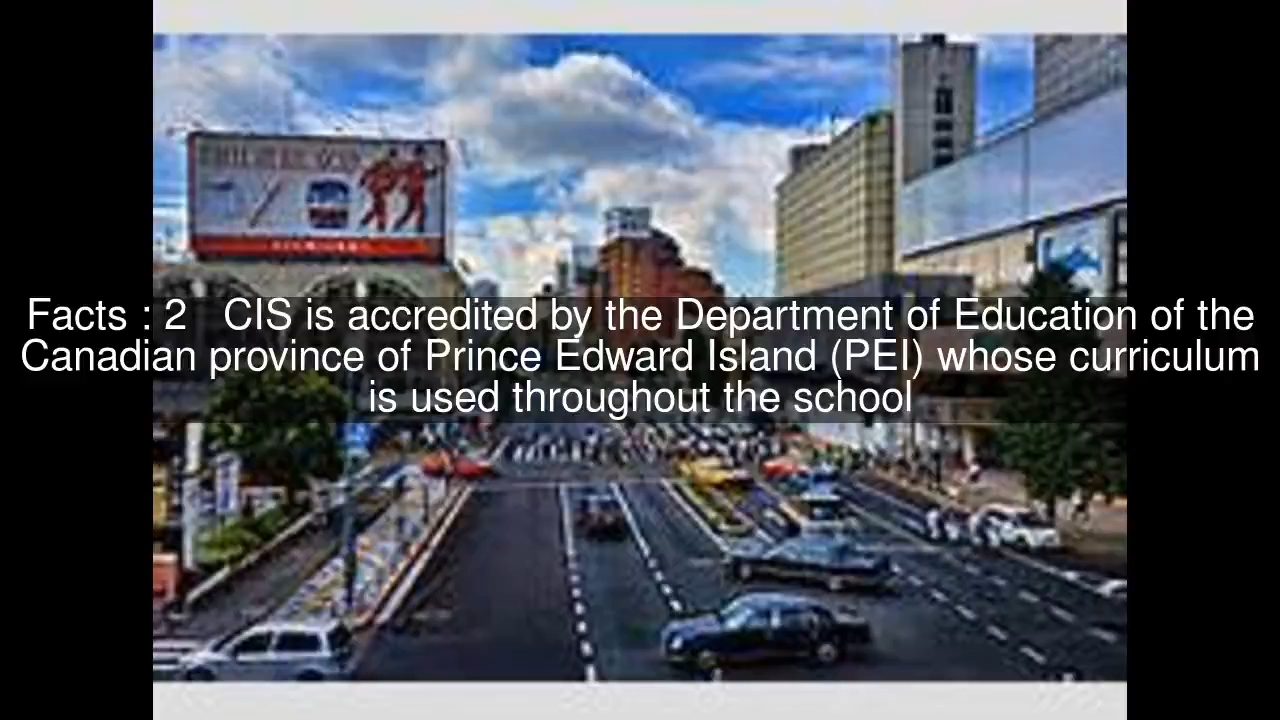 Facts : 2 CIS is accredited by the Department of Education of the
Canadian province of Prince Edward Island (PEI) whose curriculum
is used throughout the school